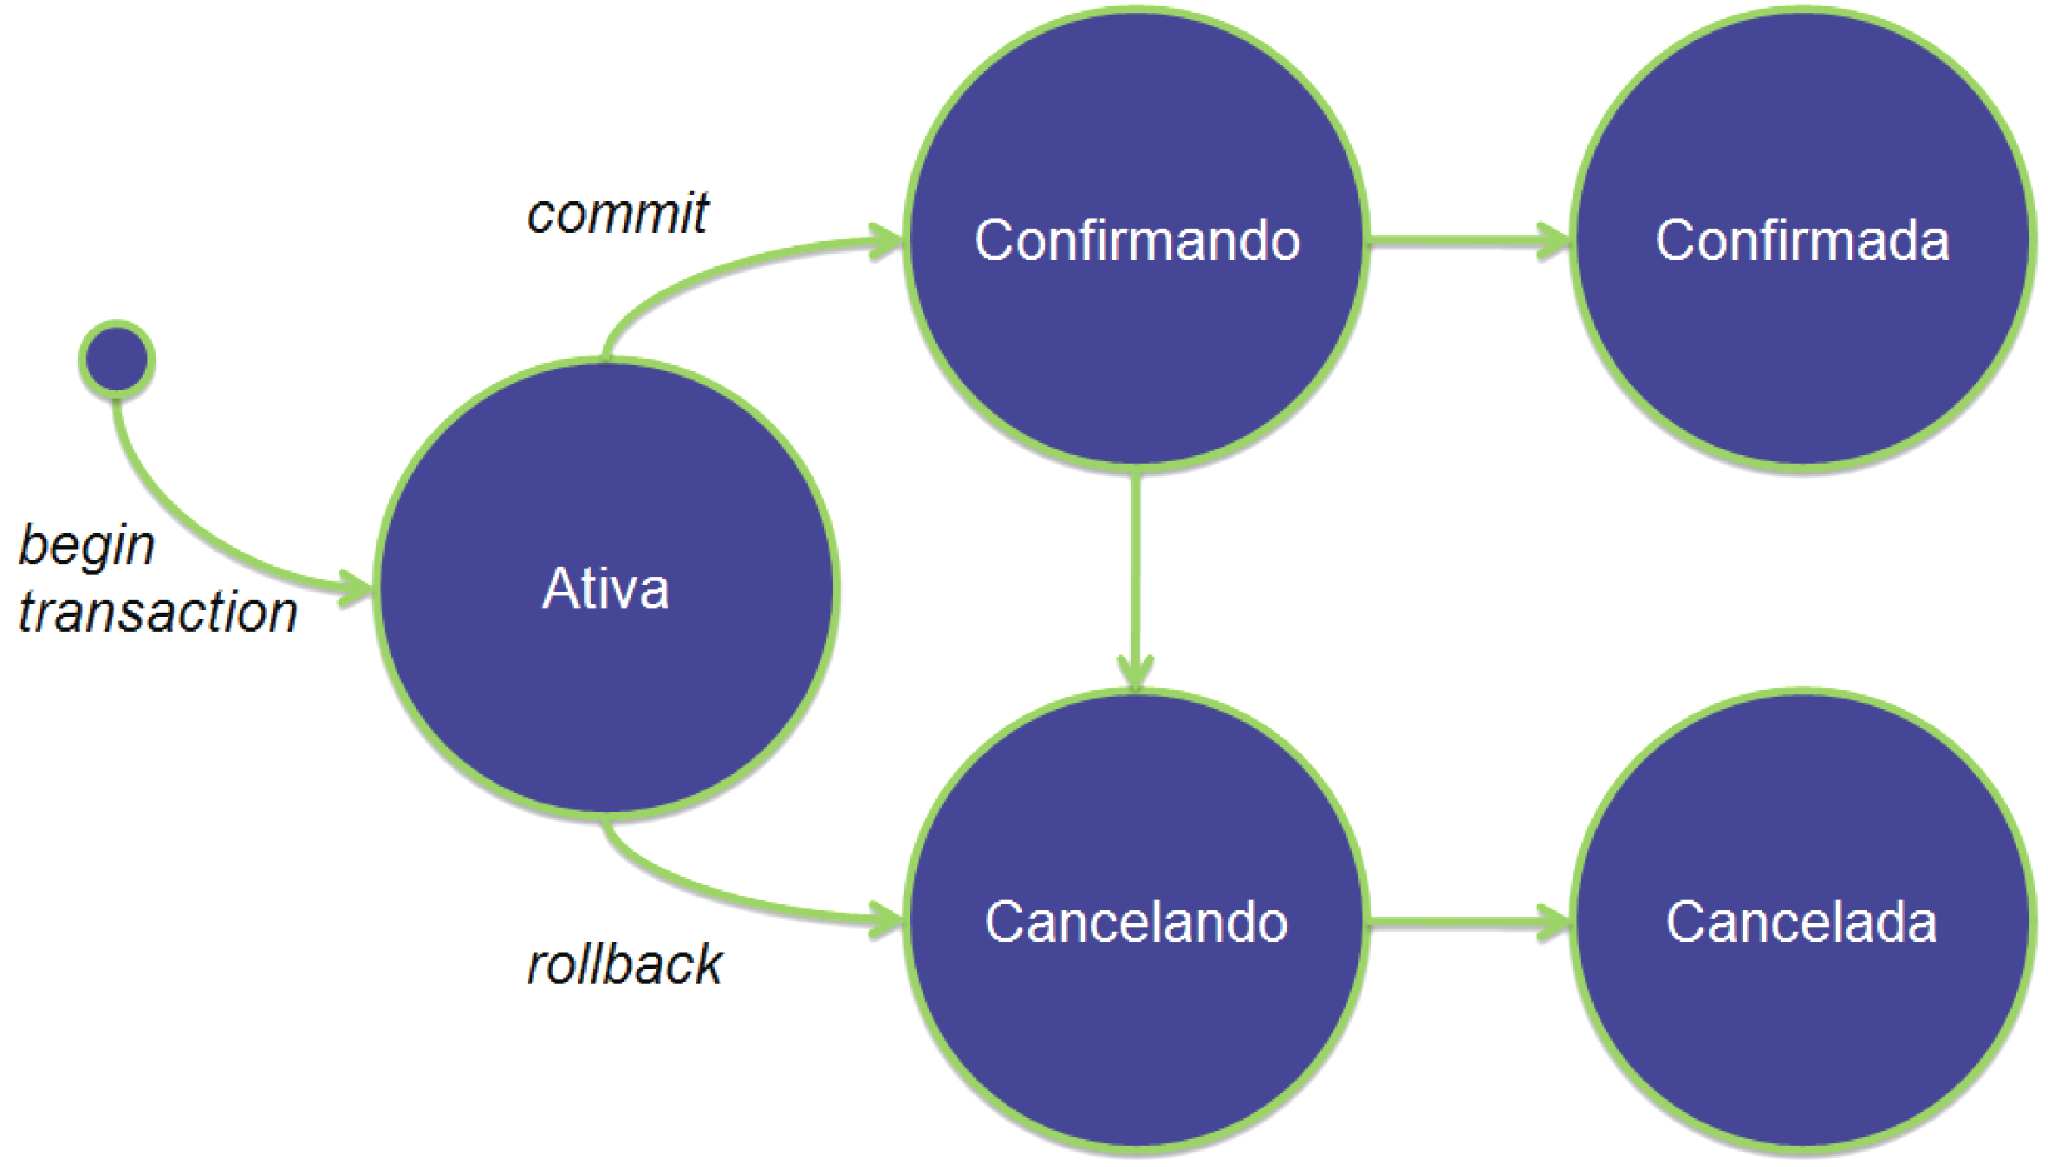 commit
Confirmando
Confirmada
begin
transaction
Ativa
rollback
Cancelando
Cancelada